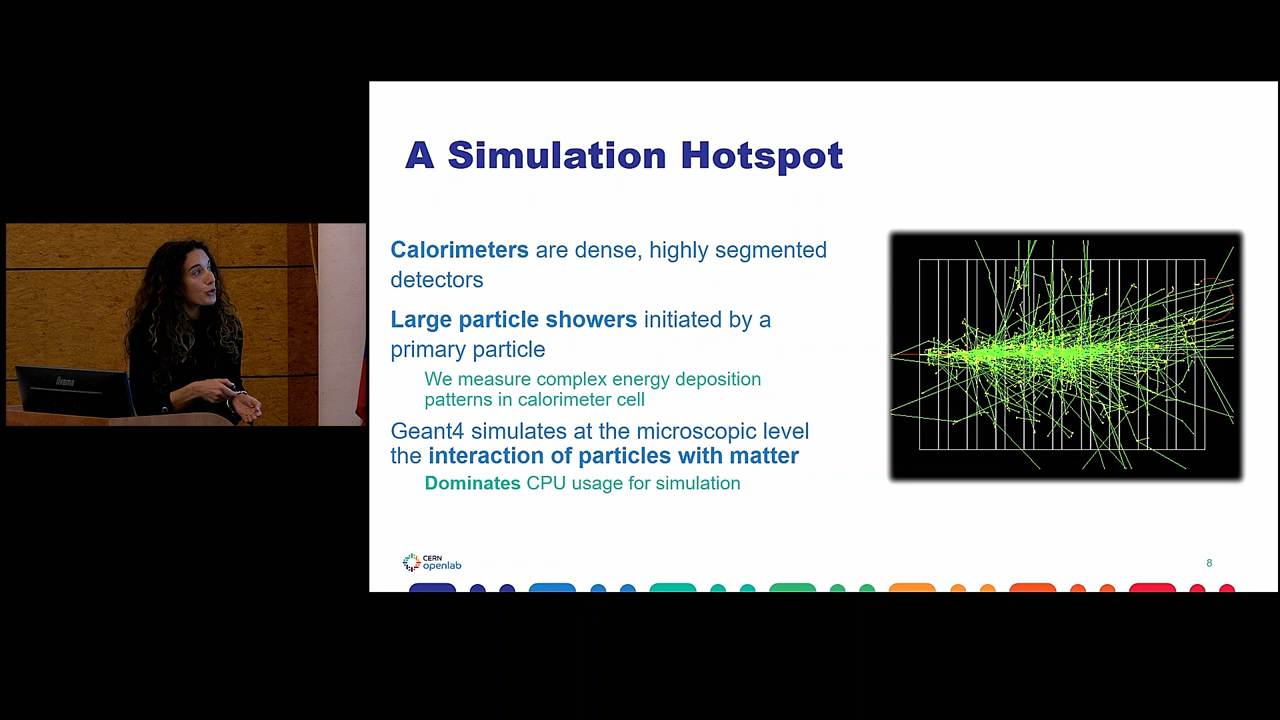 A Simulation Hotspot
Calorimeters are dense, highly segmented
detectors
Large particle showers initiated by a
primary particle
We measure complex energy deposition
patterns in calorimeter cell
Geant4 simulates at the microscopic level
the interaction of particles with matter
Dominates CPU usage for simulation
CERN
openlab
8
iiyama